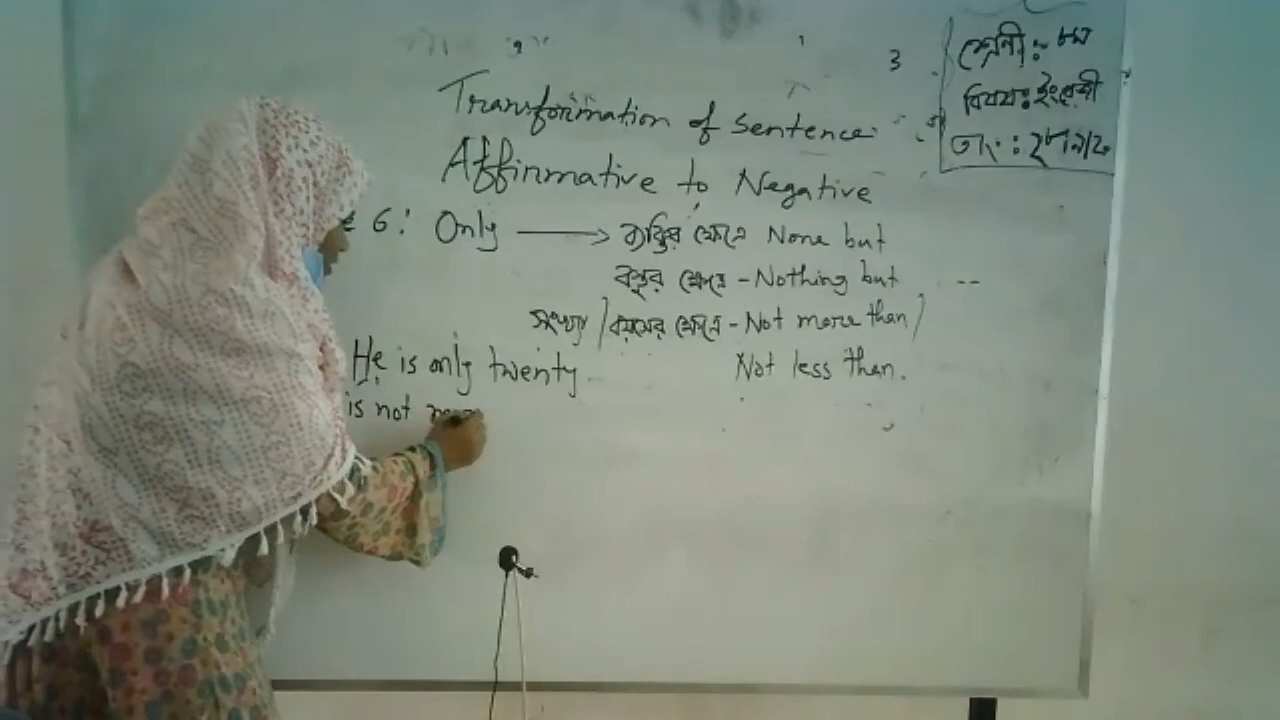 শ্রেনী : ৮ম
বিষয় : ইংরেজী
তাং :
3
Transformation of Sentence:
Affirmative to Negative
6: Only → ব্যক্তির ক্ষেত্রে None but
বস্তুর ক্ষেত্রে - Nothing but
সংখ্যা / বয়সের ক্ষেত্রে - Not more than /
Not less than.
He is only twenty.
is not